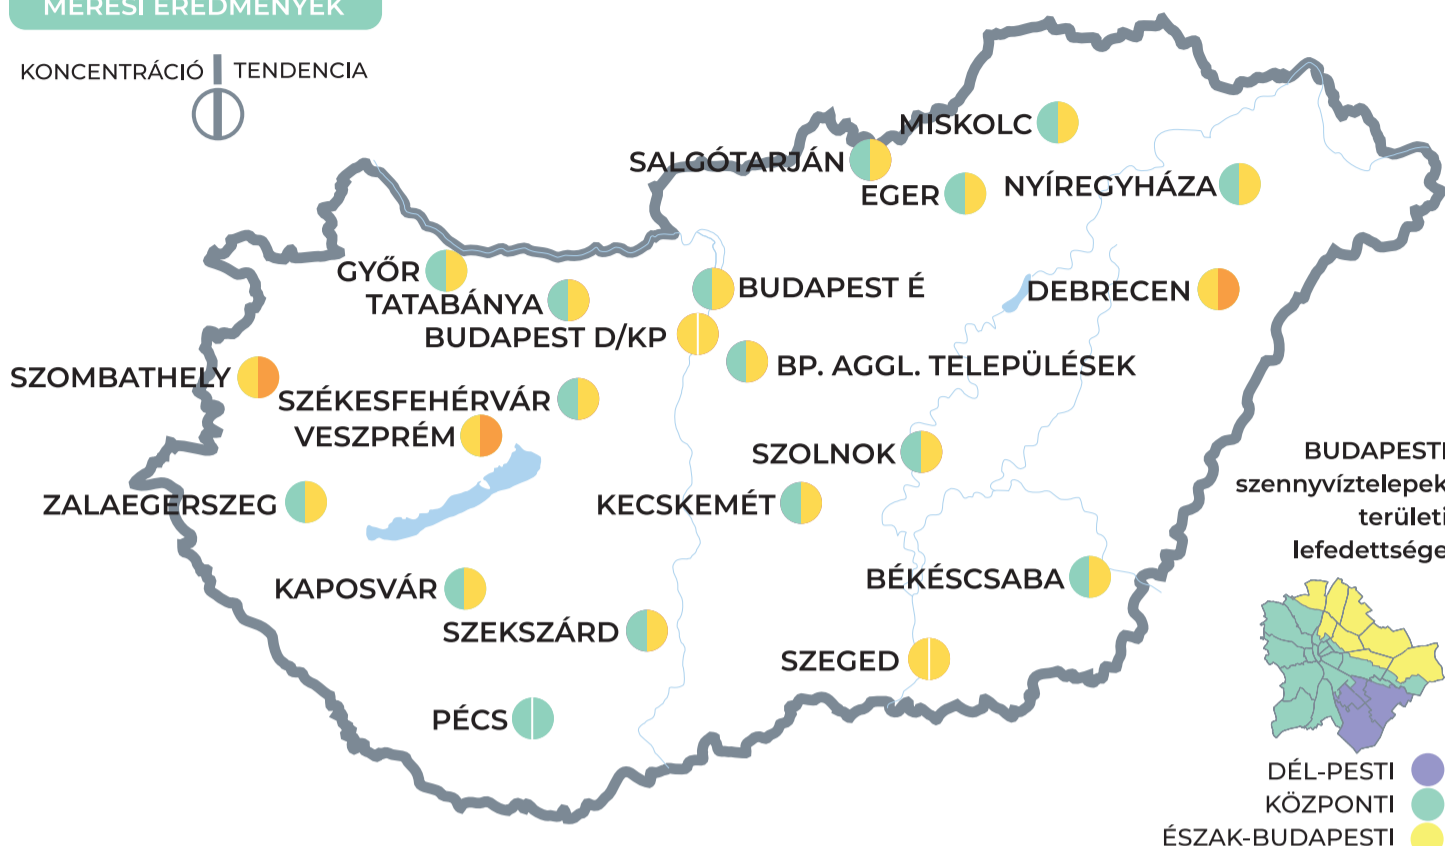 MÉRÉSI EREDMÉNYEK
KONCENTRÁCIÓ TENDENCIA
MISKOLC
SALGÓTARJÁN
EGER
NYÍREGYHÁZA
GYŐR
TATABÁNYA
BUDAPEST É
DEBRECEN
BUDAPEST D/KP
BP. AGGL. TELEPÜLÉSEK
SZOMBATHELY
SZÉKESFEHÉRVÁR
VESZPRÉM
SZOLNOK
ZALAEGERSZEG
KECSKEMÉT
BUDAPESTI
szennyvíztelepek
területi
lefedettsége
KAPOSVÁR
BÉKÉSCSABA
SZEKSZÁRD
SZEGED
PÉCS
DÉL-PESTI
KÖZPONTI
ÉSZAK-BUDAPESTI